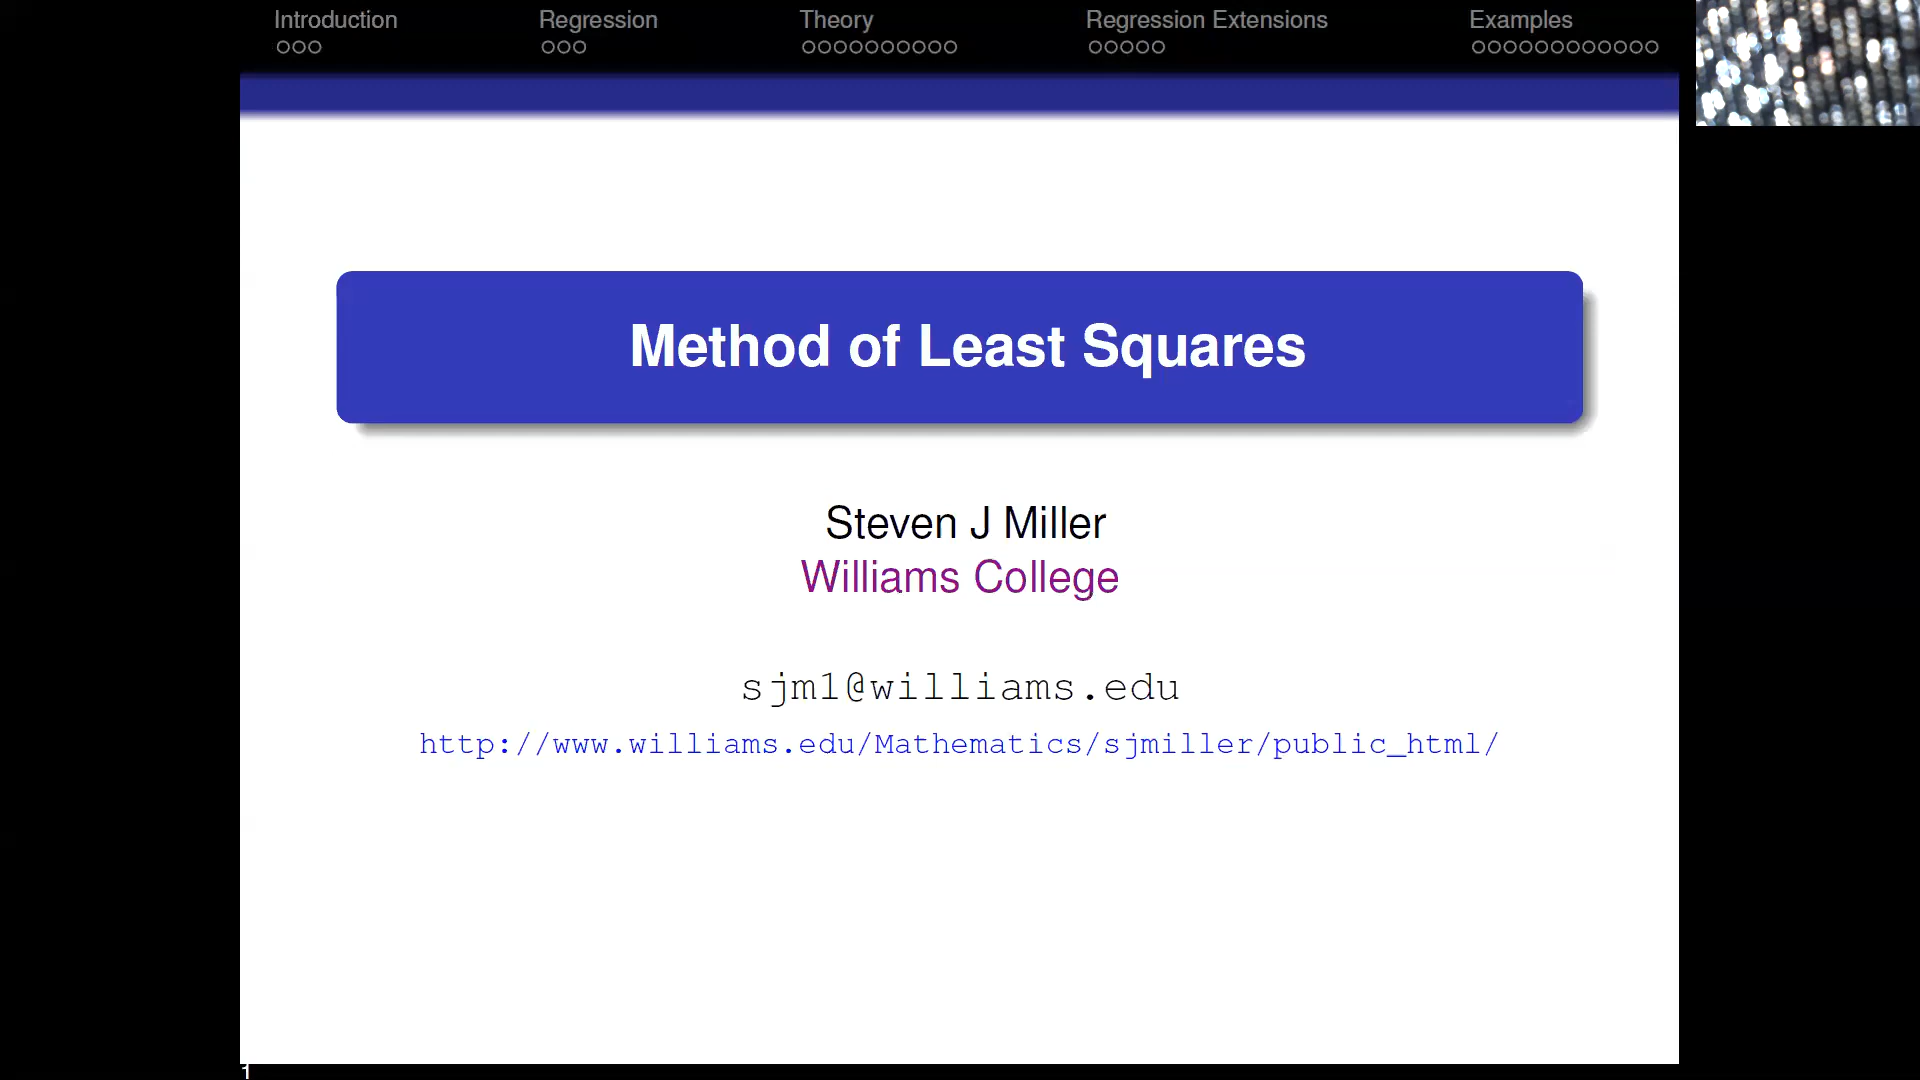 Introduction Regression Theory Regression Extensions Examples
Method of Least Squares
Steven J Miller
Williams College
sjm1@williams.edu
http://www.williams.edu/Mathematics/sjmiller/public_html/
1